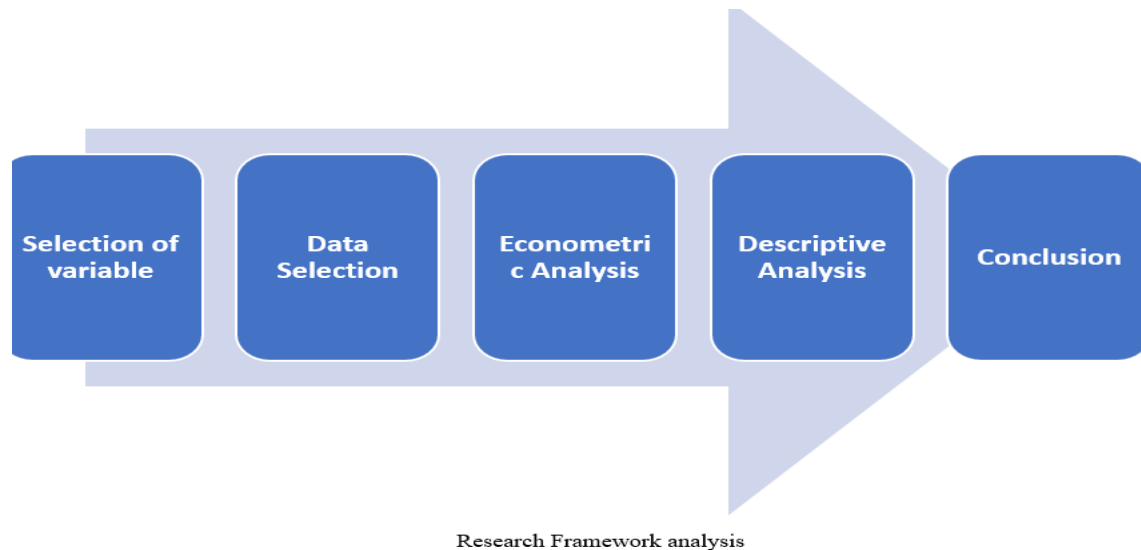 Selection of
variable
Data
Selection
Econometri
c Analysis
Descriptive
Analysis
Conclusion
Research Framework analysis